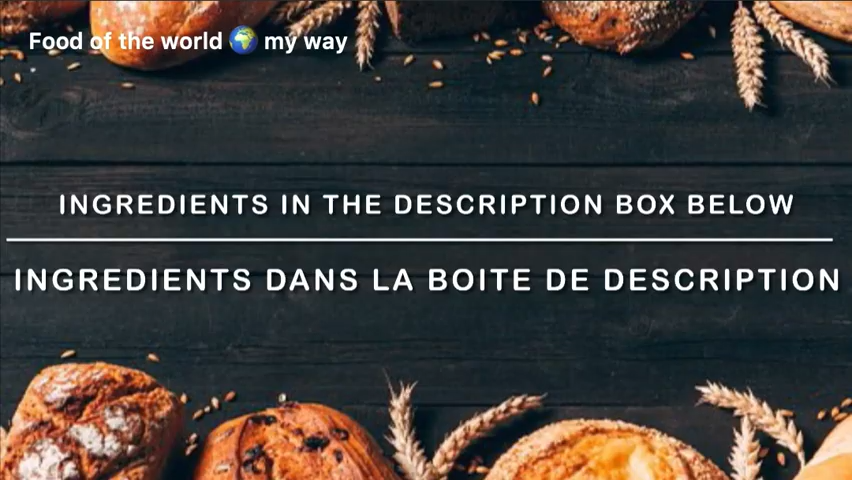 Food of the world 🌍 my way
INGREDIENTS IN THE DESCRIPTION BOX BELOW
INGREDIENTS DANS LA BOITE DE DESCRIPTION